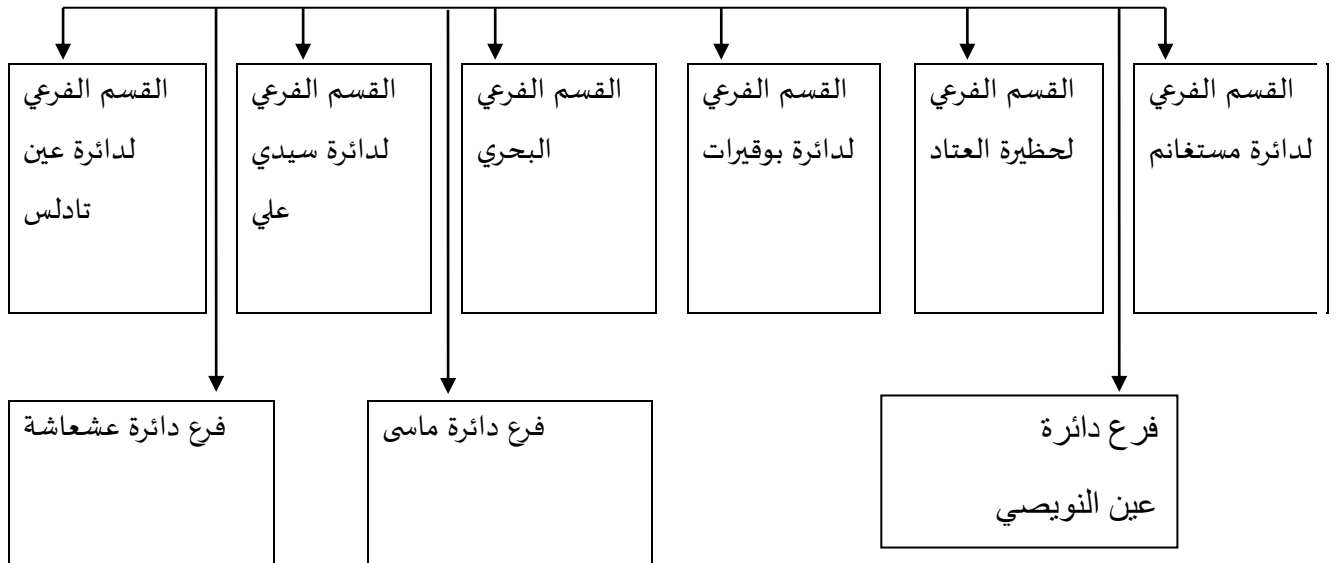 القسم الفرعي
لدائرة مستغانم
القسم الفرعي
لحظيرة العتاد
القسم الفرعي
لدائرة بوقيرات
القسم الفرعي
البحري
القسم الفرعي
لدائرة سيدي
علي
القسم الفرعي
لدائرة عين
تادلس
فرع دائرة
عين النويصي
فرع دائرة ماسى
فرع دائرة عشعاشة